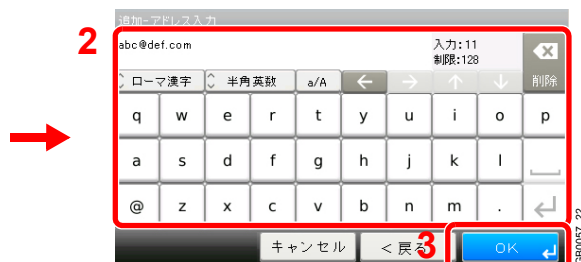 追加-アドレス入力
2
abc@def.com
入力:11
制限:128
ローマ漢字 半角英数 a/A ← → ↑ ↓ 削除
q w e r t y u i o p
a s d f g h j k l
@ z x c v b n m .
キャンセル < 戻る 3 OK